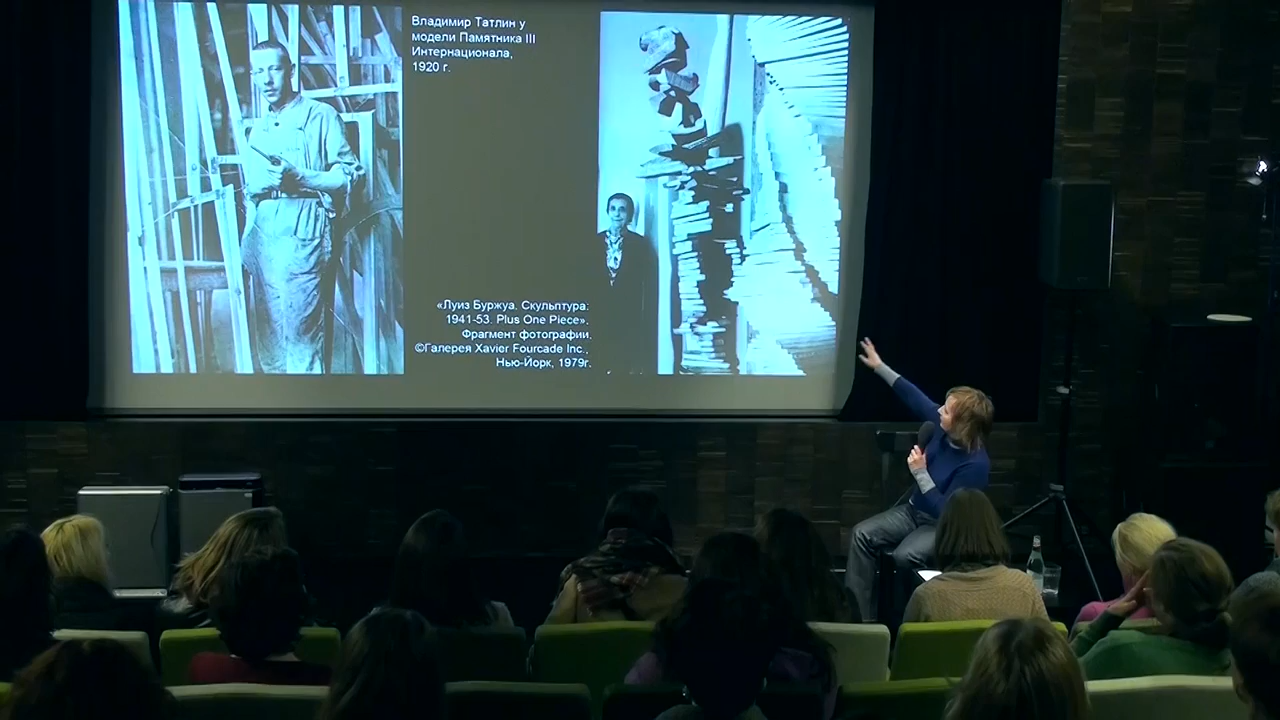 Владимир Татлин у
модели Памятника III
Интернационала,
1920 г.
«Луиз Буржуа. Скульптура:
1941-53. Plus One Piece».
Фрагмент фотографии.
©Галерея Xavier Fourcade Inc.,
Нью-Йорк, 1979г.